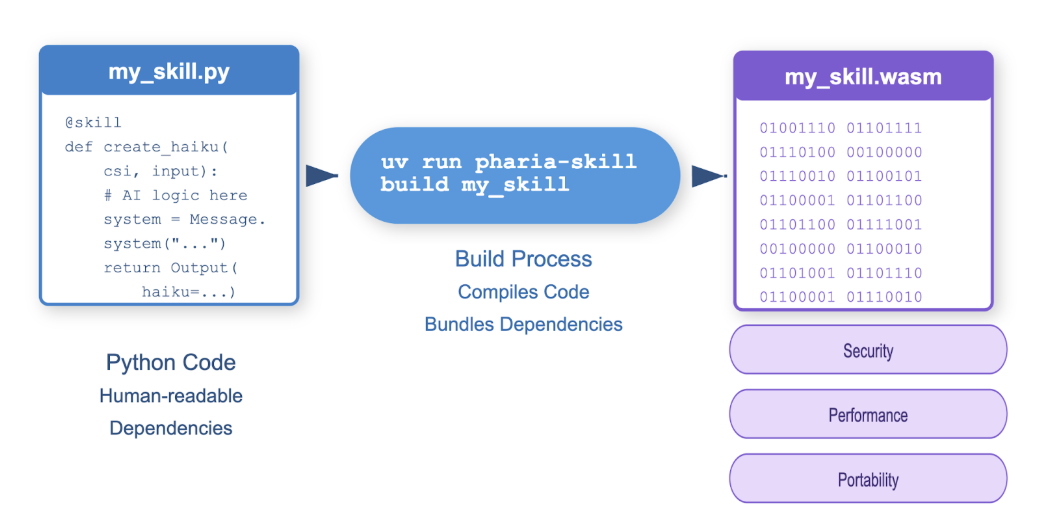 my_skill.py
@skill
def create_haiku(
    csi, input):
    # AI logic here
    system = Message.
    system("...")
    return Output(
        haiku=...)
Python Code
Human-readable
Dependencies
uv run pharia-skill
build my_skill
Build Process
Compiles Code
Bundles Dependencies
my_skill.wasm
01001110 01101111
01110100 00100000
01110010 01100101
01100001 01101100
01101100 01111001
00100000 01100010
01101001 01101110
01100001 01110010
Security
Performance
Portability